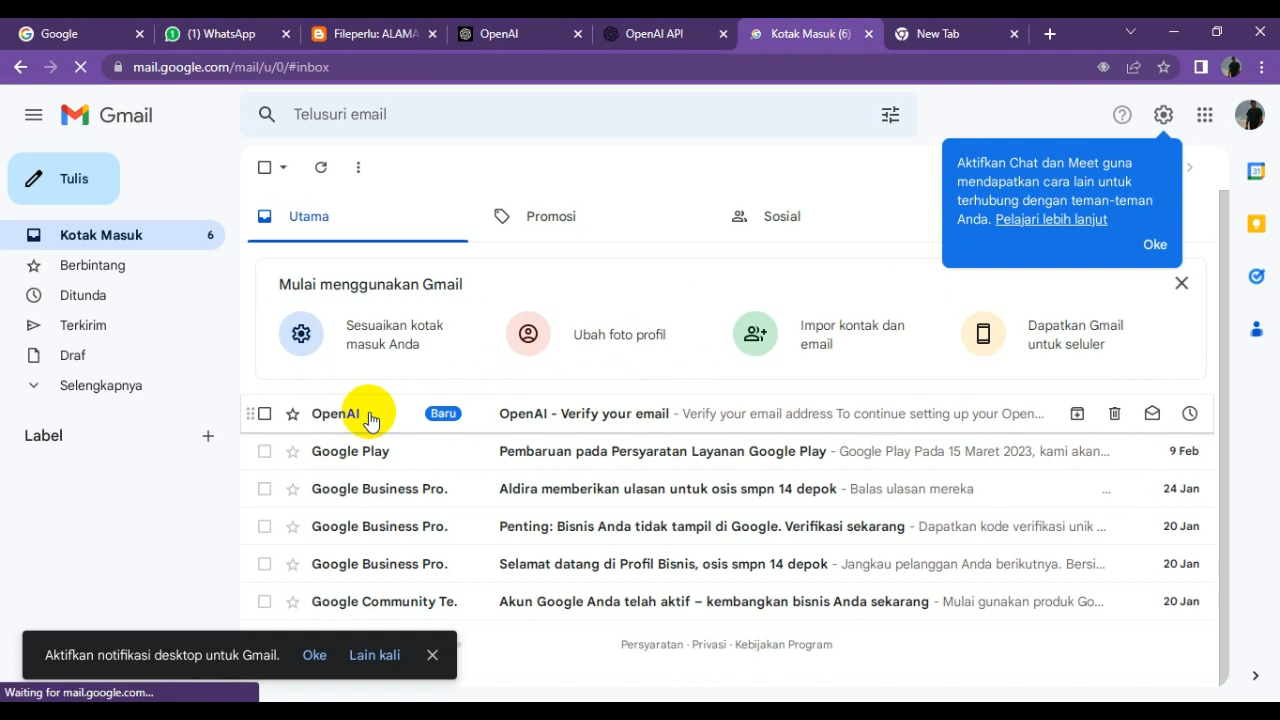 Google
(1) WhatsApp
Fileperlu: ALAMA
OpenAI
OpenAI API
Kotak Masuk (6)
New Tab
mail.google.com/mail/u/0/#inbox
Gmail
Telusuri email
Tulis
Kotak Masuk 6
Berbintang
Ditunda
Terkirim
Draf
Selengkapnya
Label
Utama
Promosi
Sosial
Aktifkan Chat dan Meet guna
mendapatkan cara lain untuk
terhubung dengan teman-teman
Anda. Pelajari lebih lanjut
Oke
31
Mulai menggunakan Gmail
Sesuaikan kotak
masuk Anda
Ubah foto profil
Impor kontak dan
email
Dapatkan Gmail
untuk seluler
OpenAI Baru OpenAI - Verify your email - Verify your email address To continue setting up your Open...
Google Play Pembaruan pada Persyaratan Layanan Google Play - Google Play Pada 15 Maret 2023, kami akan... 9 Feb
Google Business Pro. Aldira memberikan ulasan untuk osis smpn 14 depok - Balas ulasan mereka ... 24 Jan
Google Business Pro. Penting: Bisnis Anda tidak tampil di Google. Verifikasi sekarang - Dapatkan kode verifikasi unik ... 20 Jan
Google Business Pro. Selamat datang di Profil Bisnis, osis smpn 14 depok - Jangkau pelanggan Anda berikutnya. Bersi... 20 Jan
Google Community Te. Akun Google Anda telah aktif – kembangkan bisnis Anda sekarang - Mulai gunakan produk Go... 20 Jan
Persyaratan · Privasi · Kebijakan Program
Aktifkan notifikasi desktop untuk Gmail. Oke Lain kali
Waiting for mail.google.com...